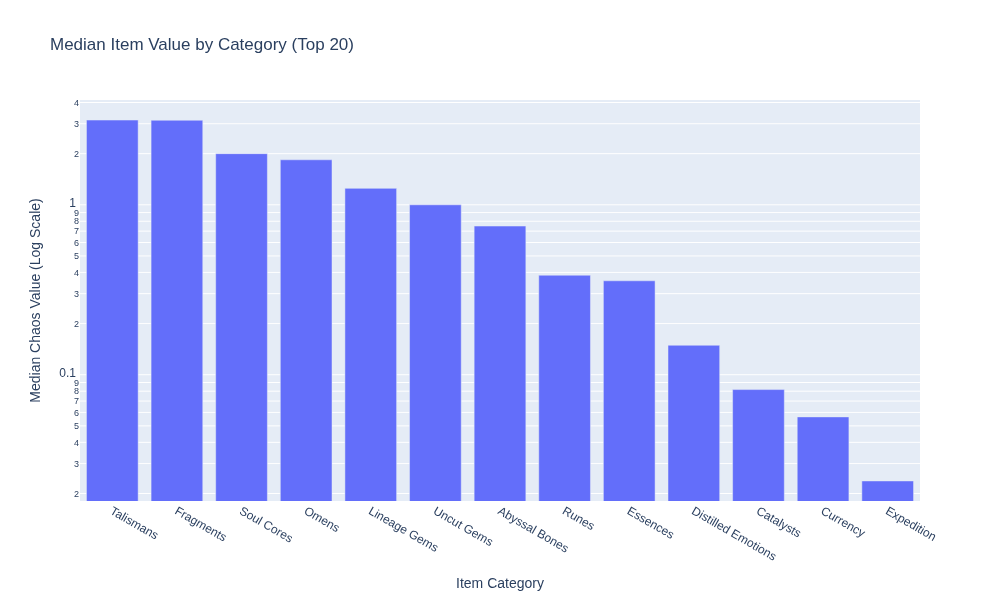 Median Item Value by Category (Top 20)
Median Chaos Value (Log Scale)
4
3
2
1
9
8
7
6
5
4
3
2
0.1
9
8
7
6
5
4
3
2
Talismans
Fragments
Soul Cores
Omens
Lineage Gems
Uncut Gems
Abyssal Bones
Runes
Essences
Distilled Emotions
Catalysts
Currency
Expedition
Item Category